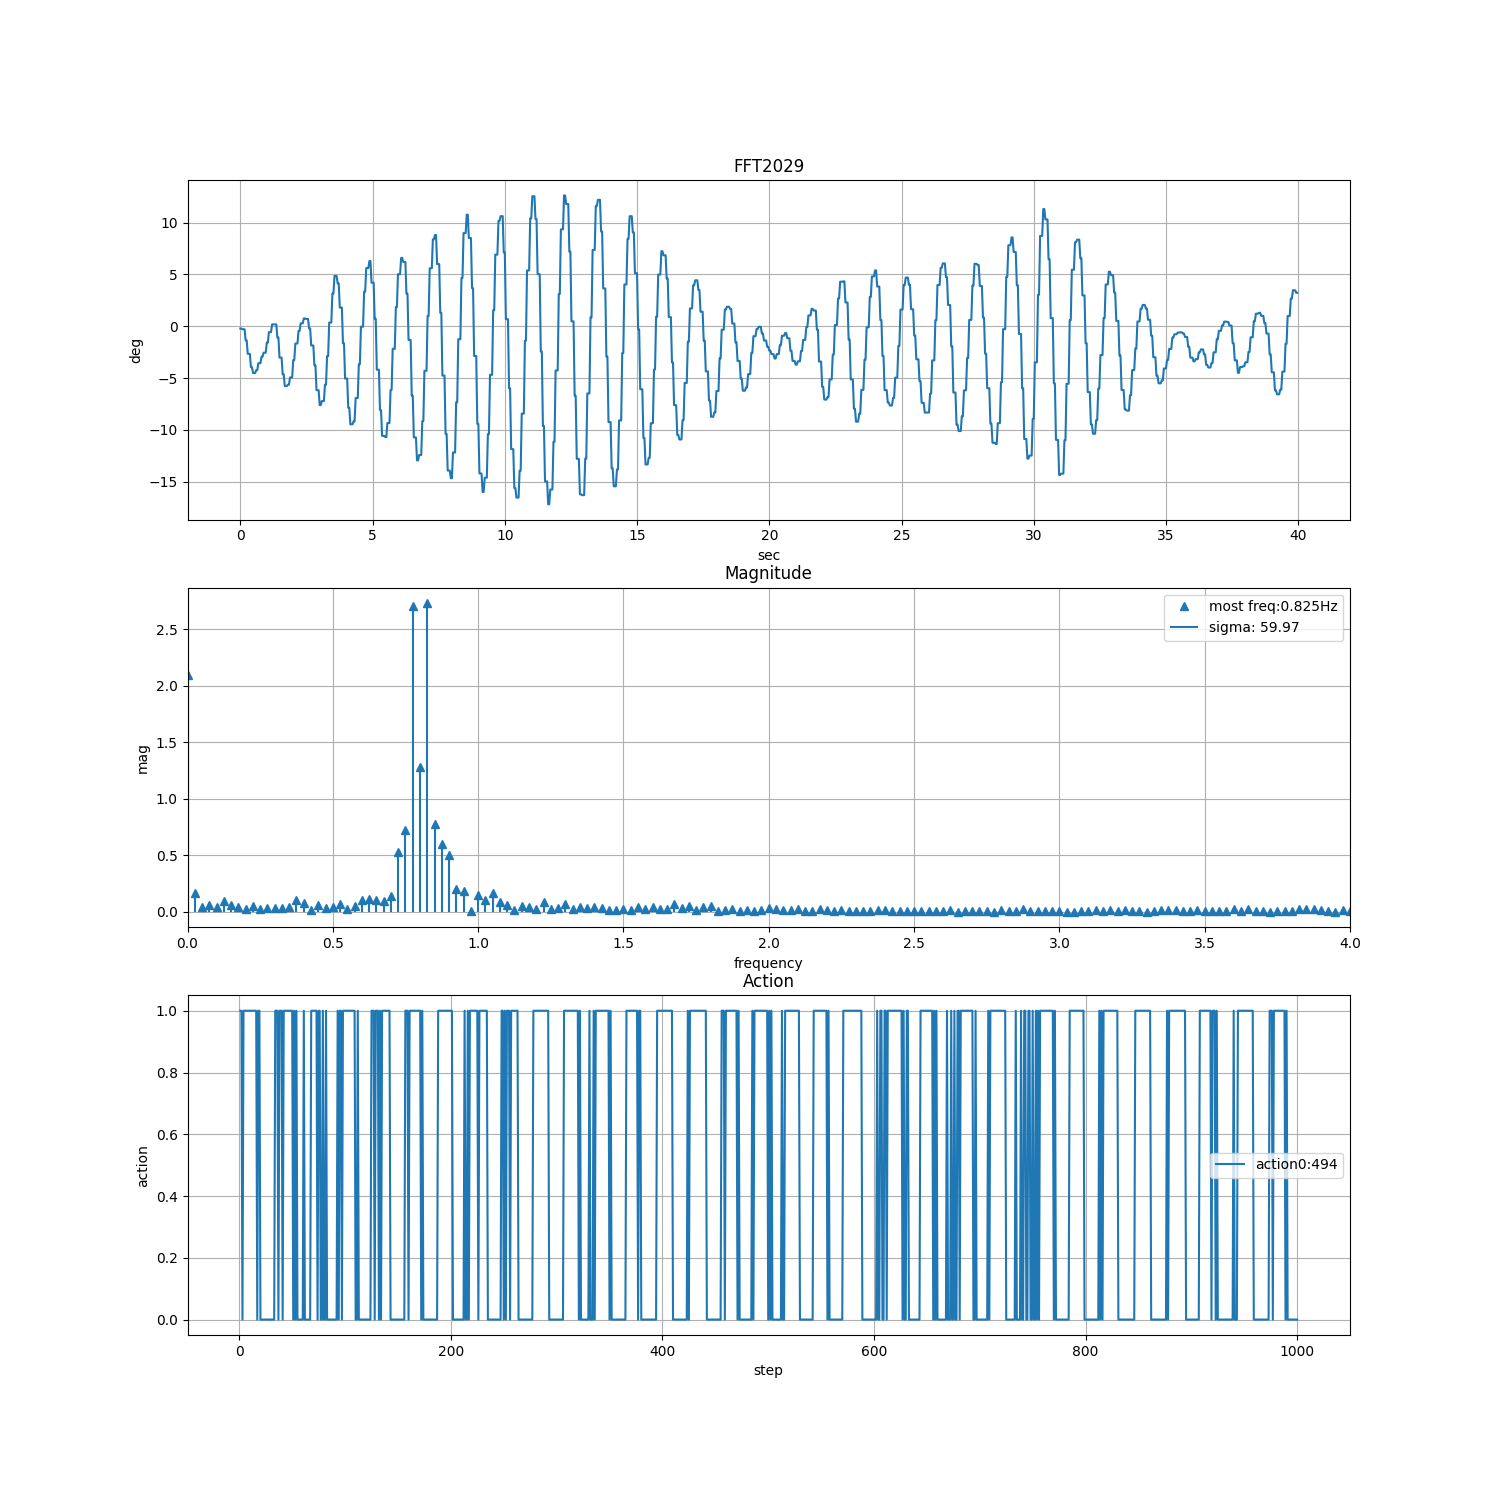 FFT2029
10
5
0
−5
−10
−15
deg
0 5 10 15 20 25 30 35 40
sec
Magnitude
most freq:0.825Hz
sigma: 59.97
2.5
2.0
1.5
1.0
0.5
0.0
mag
0.0 0.5 1.0 1.5 2.0 2.5 3.0 3.5 4.0
frequency
Action
1.0
0.8
0.6
0.4
0.2
0.0
action
action0:494
0 200 400 600 800 1000
step